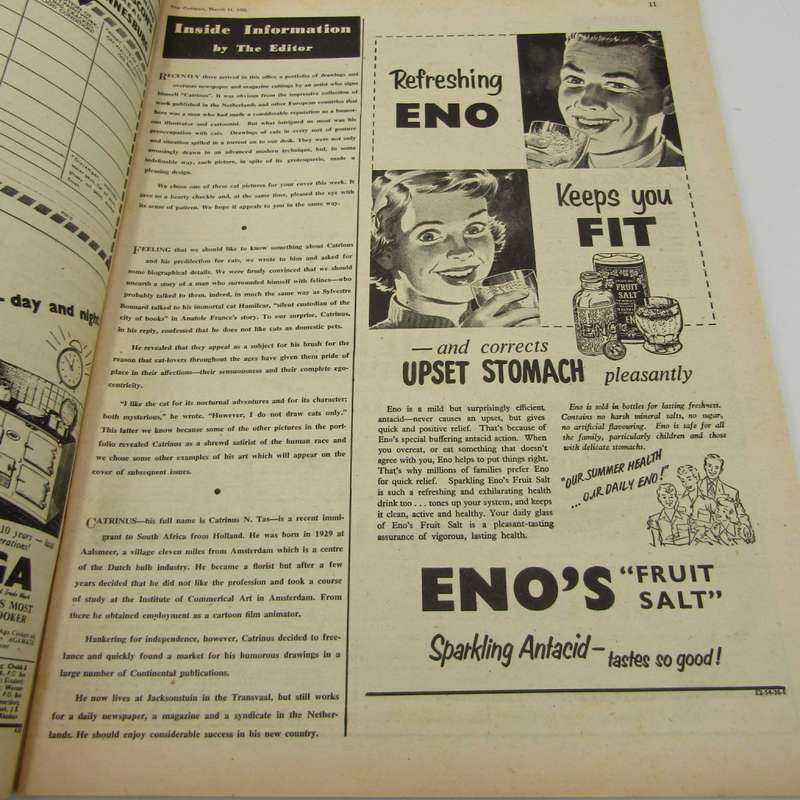 NESBURG
day and night
10 years
GA
S MOST
OOKER
The Outspan, March 11, 195
11
Inside Information
by The Editor
RECENTLY there arrived in this office a portfolio of drawings and
overseas newspaper and magazine cuttings by an artist who signs
himself "Catrinus". It was obvious from the impressive collection of
work published in the Netherlands and other European countries that
here was a man who had made a considerable reputation as a humor-
ous illustrator and cartoonist. But what intrigued us most was his
preoccupation with cats. Drawings of cats in every sort of posture
and situation spilled in a torrent on to our desk. They were not only
amusingly drawn in an advanced modern technique, but, in some
indefinable way, each picture, in spite of its grotesquerie, made a
pleasing design.
We chose one of these cat pictures for your cover this week. It
gave us a hearty chuckle and, at the same time, pleased the eye with
its sense of pattern. We hope it appeals to you in the same way.
FEELING that we should like to know something about Catrinus
and his predilection for cats, we wrote to him and asked for
some biographical details. We were firmly convinced that we should
unearth a story of a man who surrounded himself with felines—who
probably talked to them, indeed, in much the same way as Sylvestre
Bonnard talked to his immortal cat Hamilcar, "silent custodian of the
city of books" in Anatole France's story. To our surprise, Catrinus,
in his reply, confessed that he does not like cats as domestic pets.
He revealed that they appeal as a subject for his brush for the
reason that cat-lovers throughout the ages have given them pride of
place in their affections—their sensuousness and their complete ego-
centricity.
"I like the cat for its nocturnal adventures and for its character;
both mysterious," he wrote. "However, I do not draw cats only."
This latter we know because some of the other pictures in the port-
folio revealed Catrinus as a shrewd satirist of the human race and
we chose some other examples of his art which will appear on the
cover of subsequent issues.
CATRINUS—his full name is Catrinus N. Tas—is a recent immi-
grant to South Africa from Holland. He was born in 1929 at
Aalsmeer, a village eleven miles from Amsterdam which is a centre
of the Dutch bulb industry. He became a florist but after a few
years decided that he did not like the profession and took a course
of study at the Institute of Commerical Art in Amsterdam. From
there he obtained employment as a cartoon film animator.
Hankering for independence, however, Catrinus decided to free-
lance and quickly found a market for his humorous drawings in a
large number of Continental publications.
He now lives at Jacksonstuin in the Transvaal, but still works
for a daily newspaper, a magazine and a syndicate in the Nether-
lands. He should enjoy considerable success in his new country.
Refreshing
ENO
Keeps you
FIT
FRUIT
SALT
ENO
—and corrects
UPSET STOMACH pleasantly
Eno is a mild but surprisingly efficient
antacid—never causes an upset, but gives
quick and positive relief. That's because of
Eno's special buffering antacid action. When
you overeat, or eat something that doesn't
agree with you, Eno helps to put things right.
That's why millions of families prefer Eno
for quick relief. Sparkling Eno's Fruit Salt
is such a refreshing and exhilarating health
drink too . . . tones up your system, and keeps
it clean, active and healthy. Your daily glass
of Eno's Fruit Salt is a pleasant-tasting
assurance of vigorous, lasting health.
Eno is sold in bottles for lasting freshness.
Contains no harsh mineral salts, no sugar,
no artificial flavouring. Eno is safe for all
the family, particularly children and those
with delicate stomachs.
"OUR SUMMER HEALTH
...OUR DAILY ENO!"
ENO'S "FRUIT
SALT"
Sparkling Antacid—tastes so good!